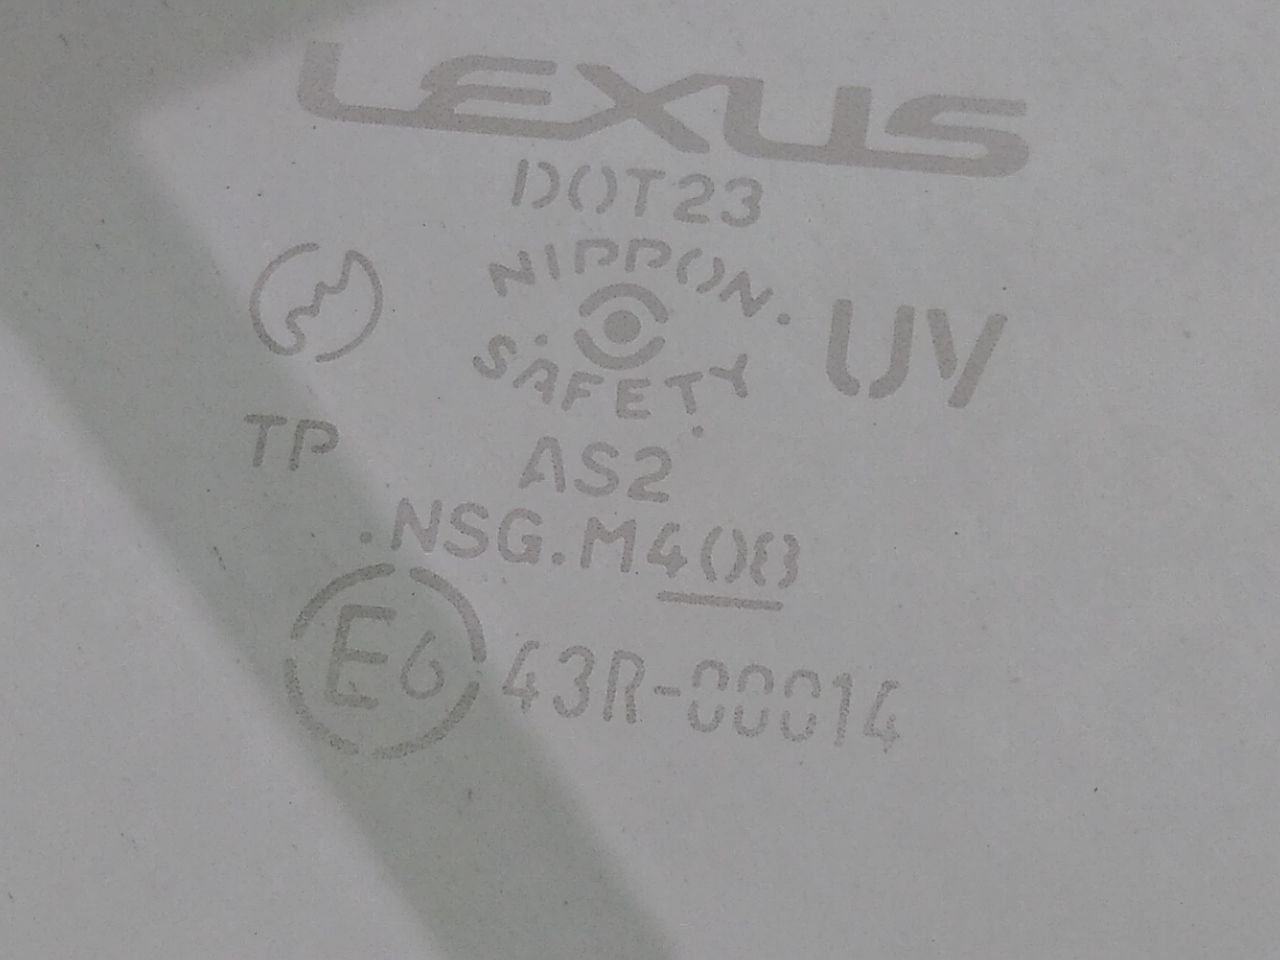 LEXUS
DOT23
NIPPON.
SAFETY
UV
TP
AS2
.NSG.M408
E6 43R-00014